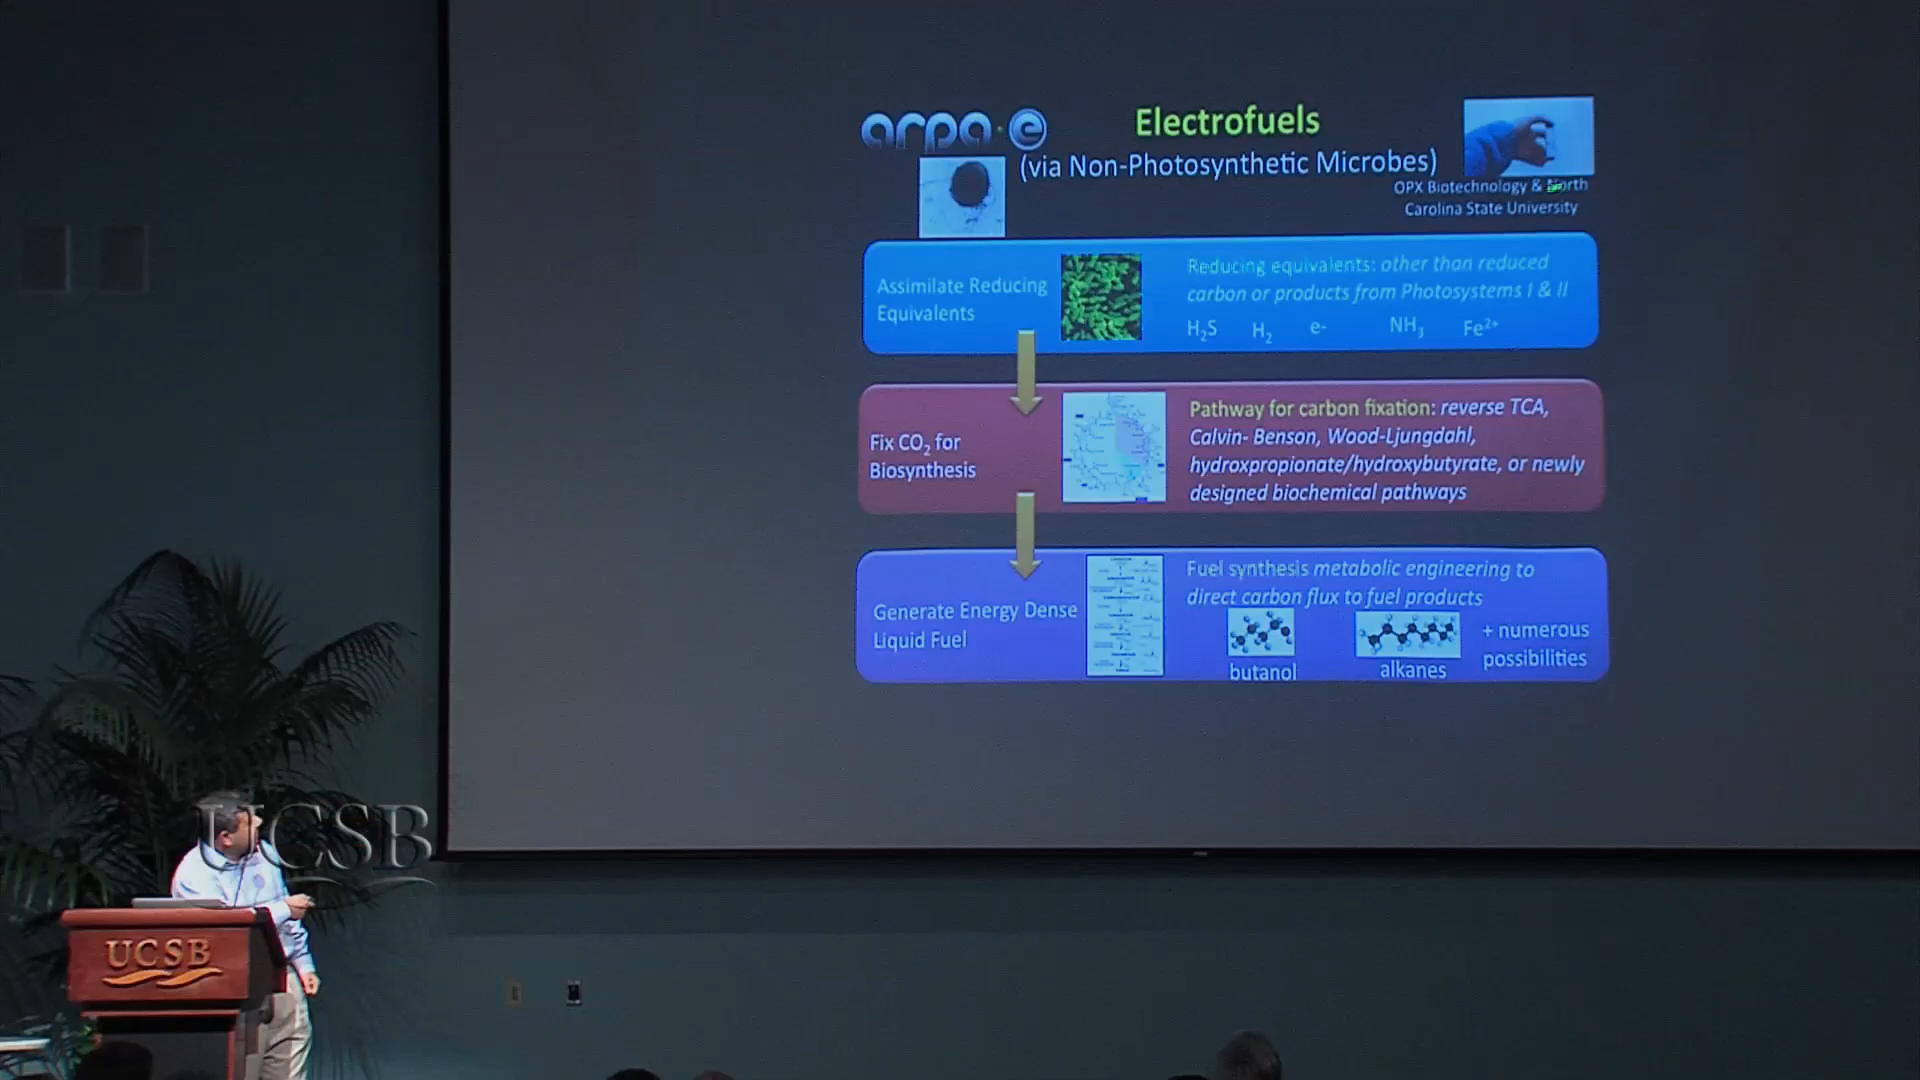 arpa·e
Electrofuels
(via Non-Photosynthetic Microbes)
OPX Biotechnology & North
Carolina State University
Assimilate Reducing
Equivalents
Reducing equivalents: other than reduced
carbon or products from Photosystems I & II
H₂S H₂ e- NH₃ Fe²⁺
Fix CO₂ for
Biosynthesis
Pathway for carbon fixation: reverse TCA,
Calvin- Benson, Wood-Ljungdahl,
hydroxpropionate/hydroxybutyrate, or newly
designed biochemical pathways
Generate Energy Dense
Liquid Fuel
Fuel synthesis metabolic engineering to
direct carbon flux to fuel products
butanol
alkanes
+ numerous
possibilities
UCSB
UCSB